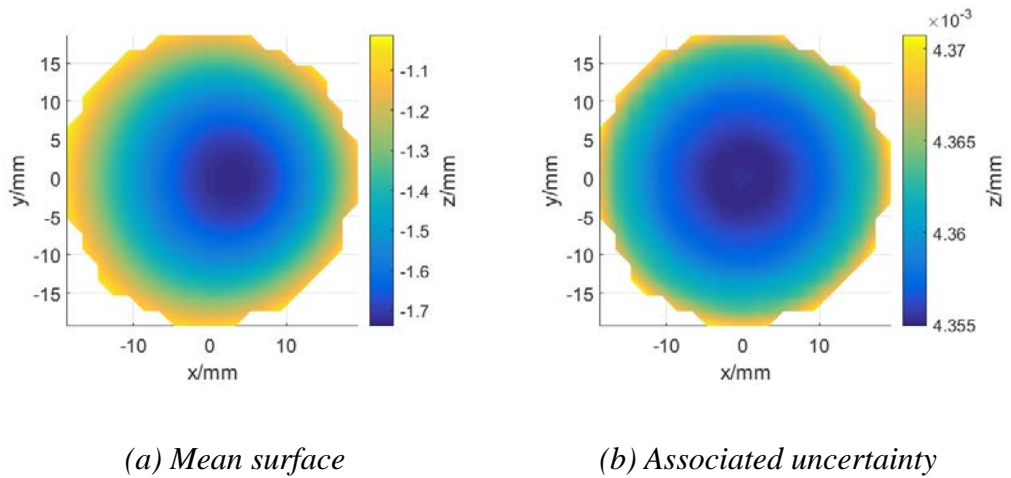 15
10
5
0
-5
-10
-15
y/mm
-10 0 10
x/mm
-1.1
-1.2
-1.3
-1.4
-1.5
-1.6
-1.7
z/mm
15
10
5
0
-5
-10
-15
y/mm
-10 0 10
x/mm
×10⁻³
4.37
4.365
4.36
4.355
z/mm
(a) Mean surface (b) Associated uncertainty